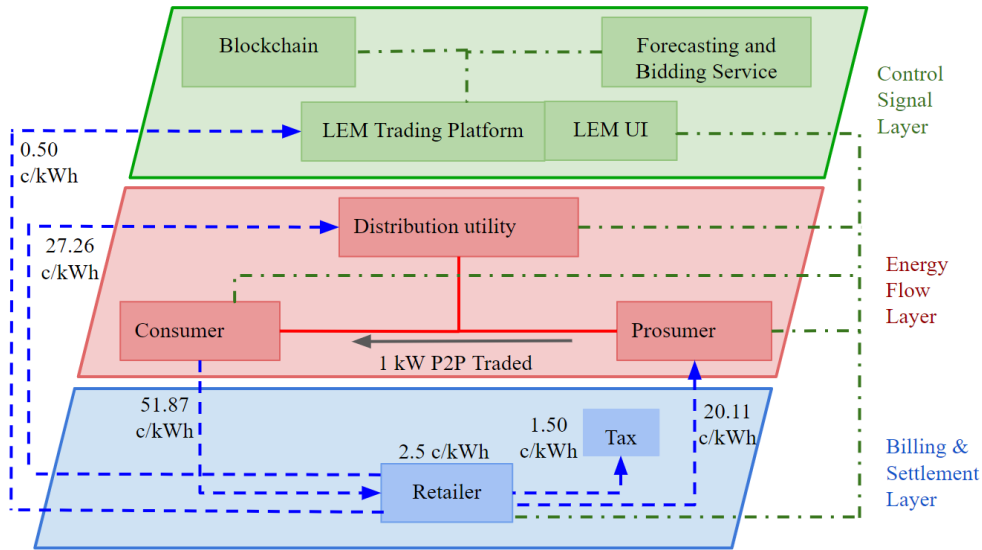 Blockchain
Forecasting and
Bidding Service
Control
Signal
Layer
LEM Trading Platform
LEM UI
0.50
c/kWh
Distribution utility
27.26
c/kWh
Energy
Flow
Layer
Consumer
Prosumer
1 kW P2P Traded
51.87
c/kWh
1.50
c/kWh
Tax
20.11
c/kWh
2.5 c/kWh
Retailer
Billing &
Settlement
Layer